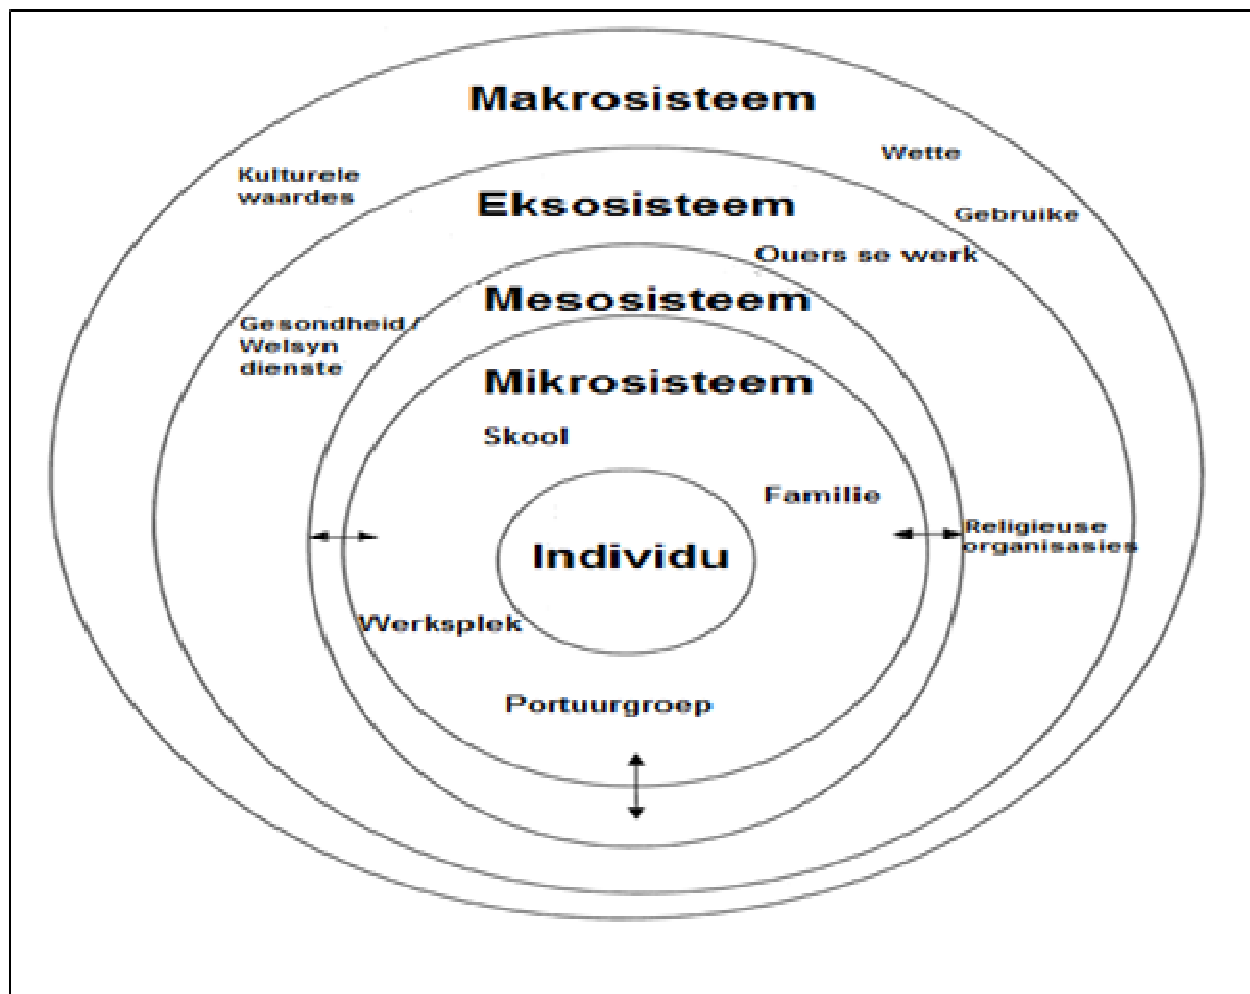 Makrosisteem
Wette
Kulturele
waardes
Eksosisteem
Gebruike
Ouers se werk
Mesosisteem
Gesondheid/
Welsyn
dienste
Mikrosisteem
Skool
Familie
Religieuse
organisasies
Individu
Werksplek
Portuurgroep